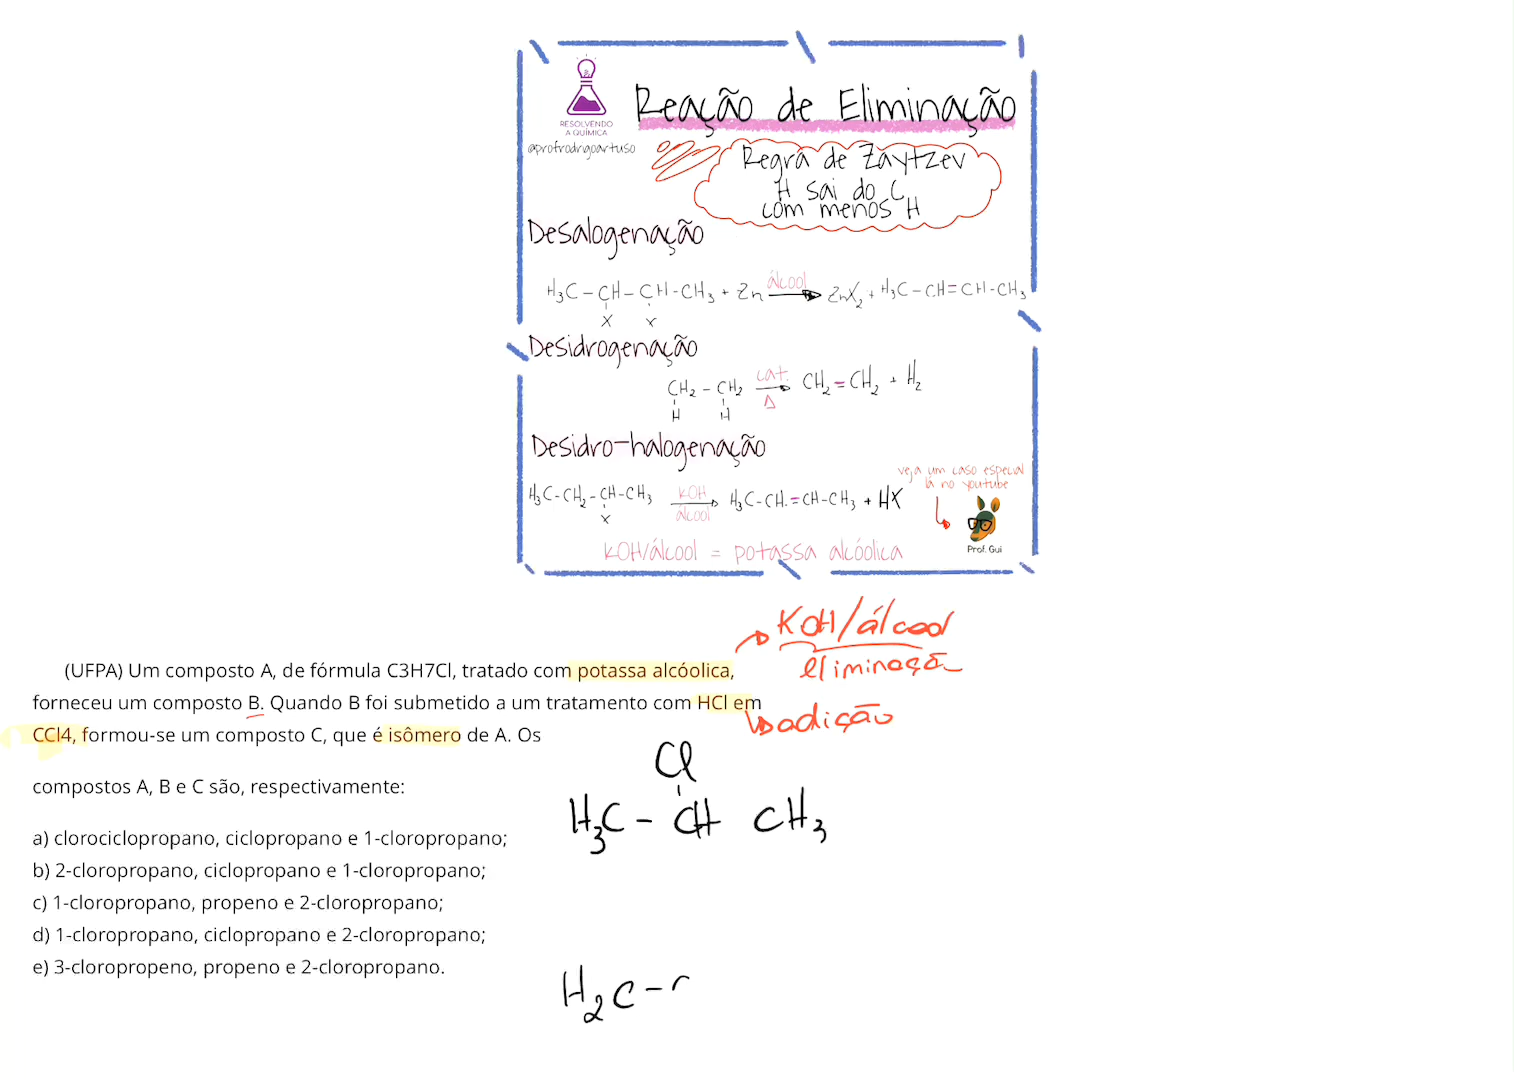 RESOLVENDO
A QUÍMICA
@profrodrigoartuso
Reação de Eliminação
Regra de Zaytzev
H sai do C
com menos H
Desalogenação
H3C - CH - CH - CH3 + Zn álcool ZnX2 + H3C - CH = CH - CH3
X X
Desidrogenação
CH2 - CH2 cat. Δ CH2 = CH2 + H2
H H
Desidro-halogenação
H3C - CH2 - CH - CH3 KOH álcool H3C - CH = CH - CH3 + HX
X
veja um caso especial
lá no youtube
Prof. Gui
KOH/álcool = potassa alcóolica
KOH/álcool
eliminação
(UFPA) Um composto A, de fórmula C3H7Cl, tratado com potassa alcóolica,
forneceu um composto B. Quando B foi submetido a um tratamento com HCl em
adição
CCl4, formou-se um composto C, que é isômero de A. Os
compostos A, B e C são, respectivamente:
Cl
H3C - CH CH3
a) clorociclopropano, ciclopropano e 1-cloropropano;
b) 2-cloropropano, ciclopropano e 1-cloropropano;
c) 1-cloropropano, propeno e 2-cloropropano;
d) 1-cloropropano, ciclopropano e 2-cloropropano;
e) 3-cloropropeno, propeno e 2-cloropropano.
H2C -